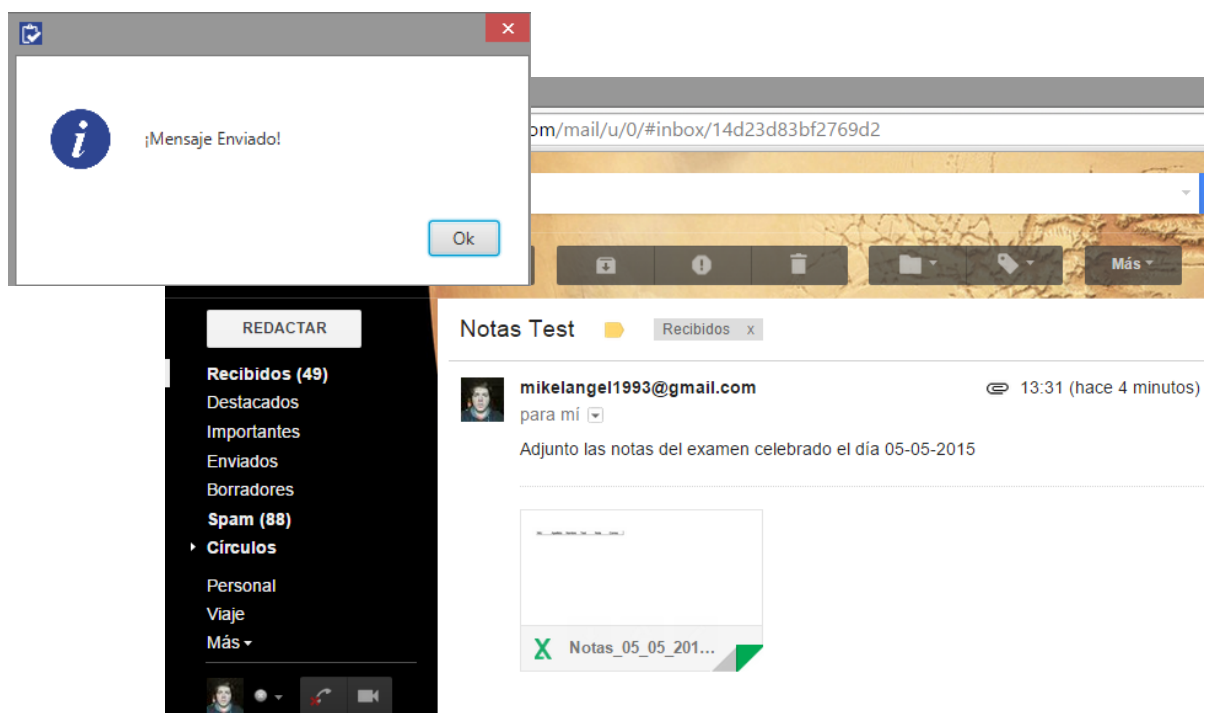 ¡Mensaje Enviado!
Ok
om/mail/u/0/#inbox/14d23d83bf2769d2
Más
REDACTAR
Recibidos (49)
Destacados
Importantes
Enviados
Borradores
Spam (88)
Círculos
Personal
Viaje
Más
Notas Test Recibidos x
mikelangel1993@gmail.com 13:31 (hace 4 minutos)
para mí
Adjunto las notas del examen celebrado el día 05-05-2015
Notas_05_05_201...